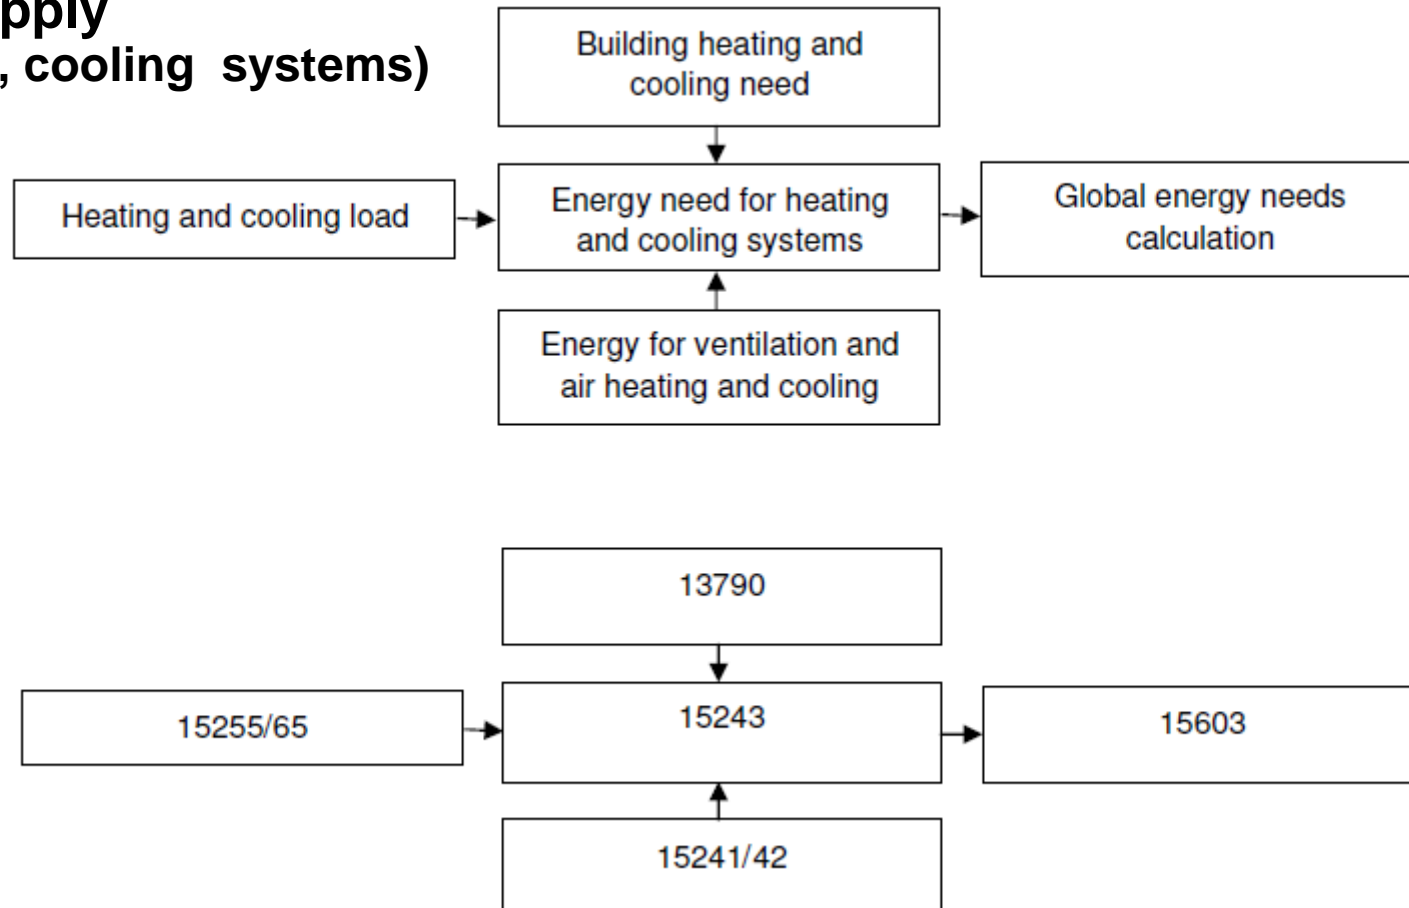 pply
, cooling systems)
Building heating and
cooling need
Heating and cooling load
Energy need for heating
and cooling systems
Global energy needs
calculation
Energy for ventilation and
air heating and cooling
13790
15255/65
15243
15603
15241/42